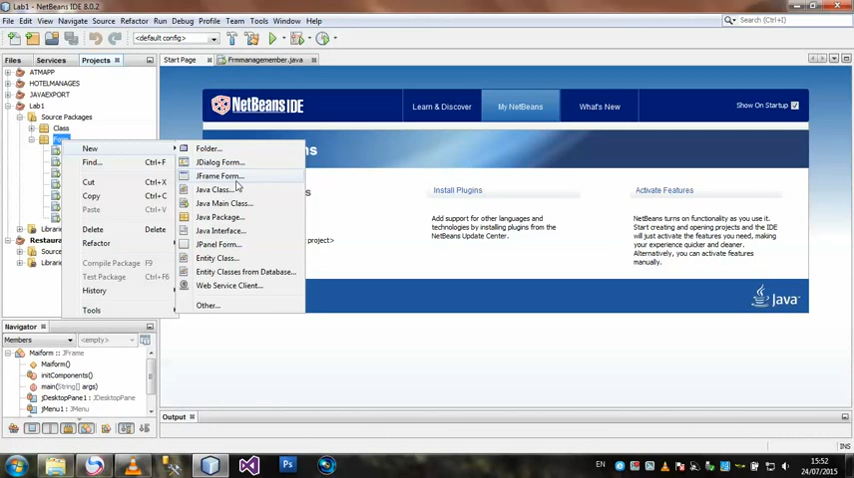 Lab1 - NetBeans IDE 8.0.2
File Edit View Navigate Source Refactor Run Debug Profile Team Tools Window Help
Search (Ctrl+I)
<default config>
Files Services Projects
Start Page Frmmanagemember.java
ATMAPP
HOTELMANAGES
JAVAEXPORT
Lab1
Source Packages
Class
New
Find... Ctrl+F
Cut Ctrl+X
Copy Ctrl+C
Paste Ctrl+V
Delete Delete
Refactor
Compile Package F9
Test Package Ctrl+F6
History
Tools
Folder...
JDialog Form...
JFrame Form...
Java Class...
Java Main Class...
Java Package...
Java Interface...
JPanel Form...
Entity Class...
Entity Classes from Database...
Web Service Client...
Other...
NetBeans IDE
Learn & Discover
My NetBeans
What's New
Show On Startup
Install Plugins
Add support for other languages and
technologies by installing plugins from the
NetBeans Update Center.
Activate Features
NetBeans turns on functionality as you use it.
Start creating and opening projects and the IDE
will just activate the features you need, making
your experience quicker and cleaner.
Alternatively, you can activate the features
manually.
project>
Java
Navigator
Members <empty>
Maiform :: JFrame
Maiform()
initComponents()
main(String[] args)
jDesktopPane1 : JDesktopPane
jMenu1 : JMenu
Output
INS
Ps
EN
15:52
24/07/2015